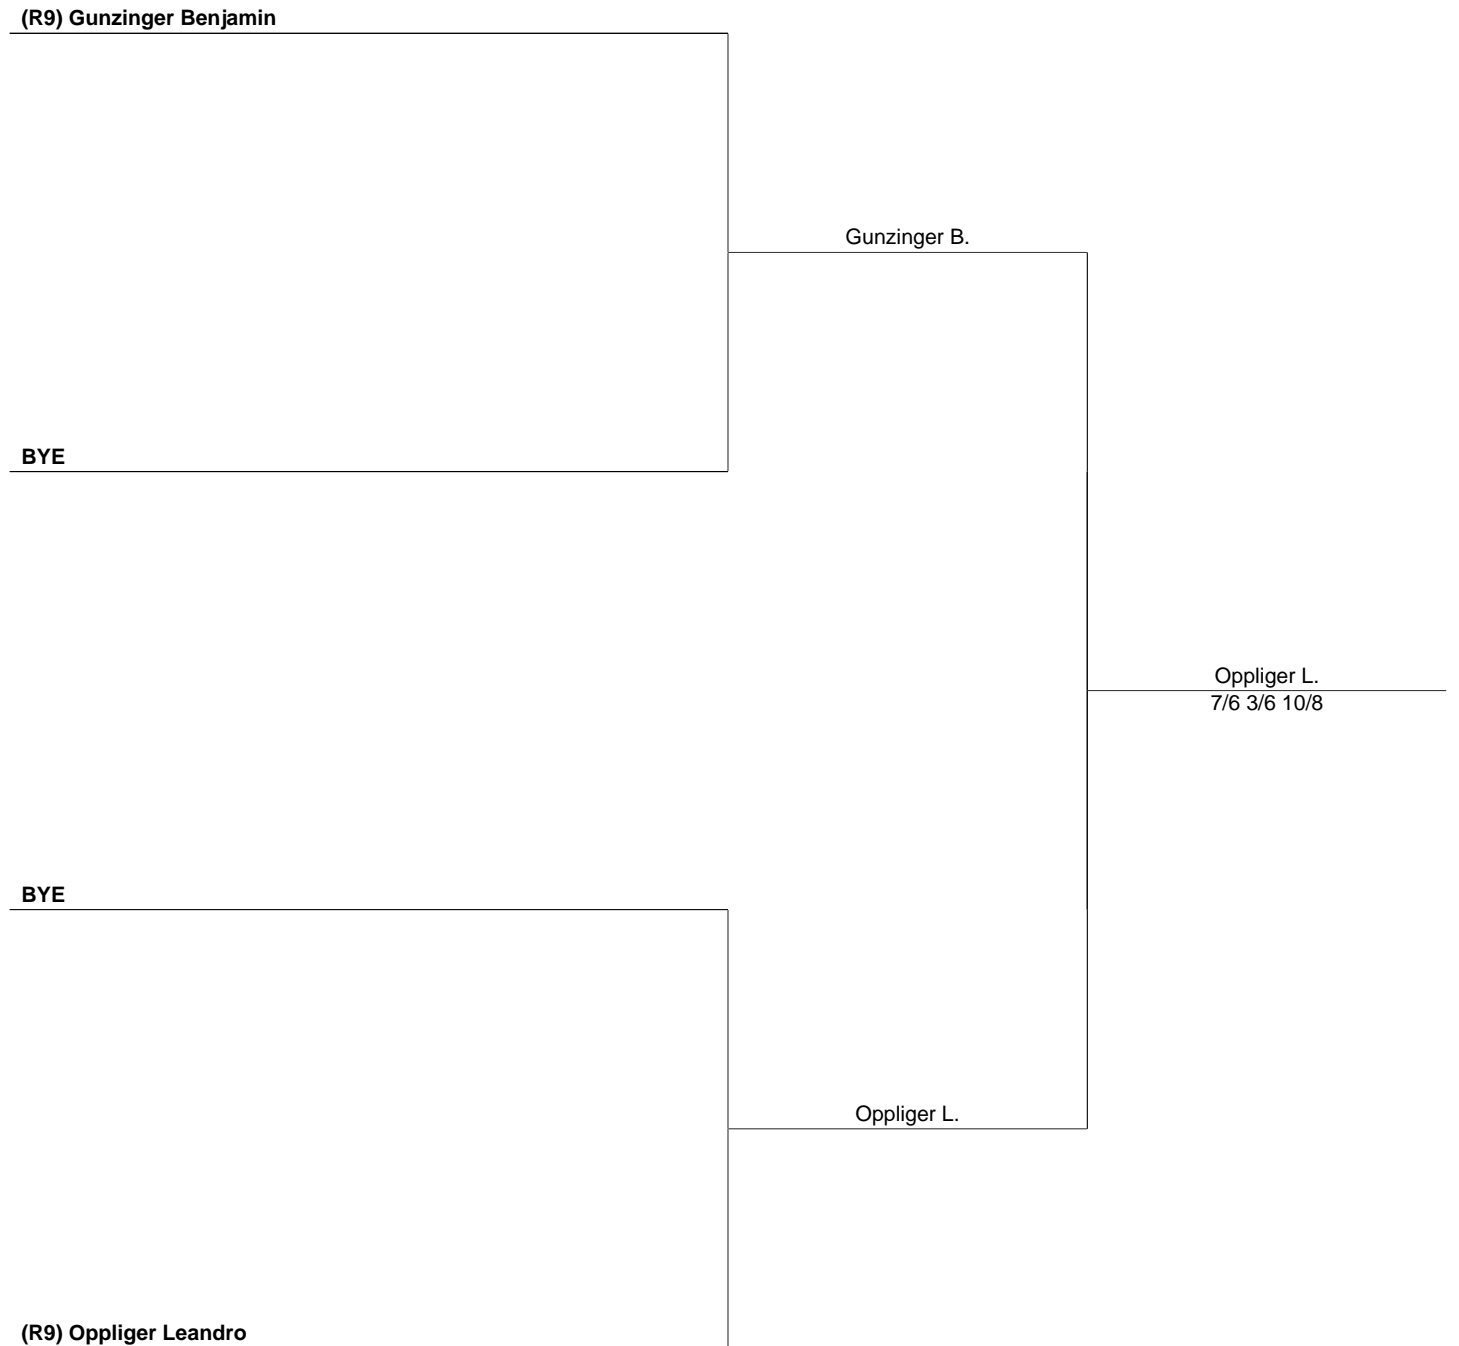 (R9) Gunzinger Benjamin
Gunzinger B.
BYE
Oppliger L.
7/6 3/6 10/8
BYE
Oppliger L.
(R9) Oppliger Leandro